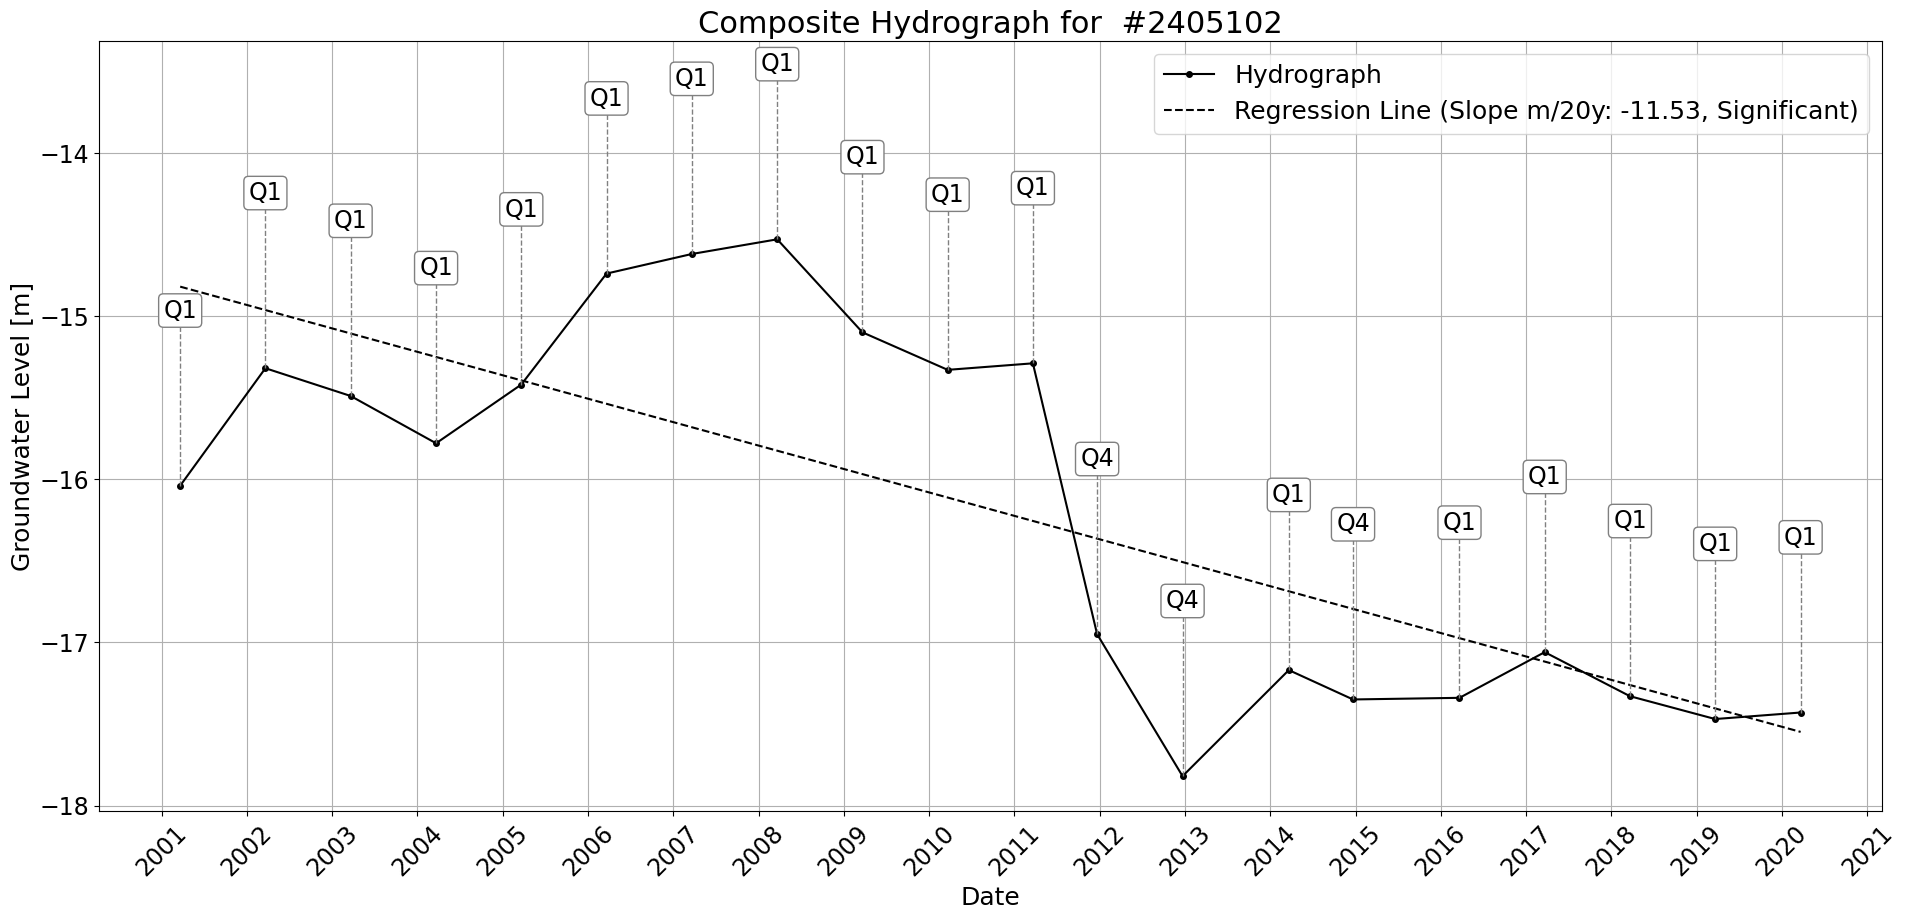 Composite Hydrograph for  #2405102
Hydrograph
Regression Line (Slope m/20y: -11.53, Significant)
Groundwater Level [m]
−14
−15
−16
−17
−18
Q1
Q1
Q1
Q1
Q1
Q1
Q1
Q1
Q1
Q1
Q1
Q4
Q4
Q1
Q4
Q1
Q1
Q1
Q1
Q1
2001
2002
2003
2004
2005
2006
2007
2008
2009
2010
2011
2012
2013
2014
2015
2016
2017
2018
2019
2020
2021
Date